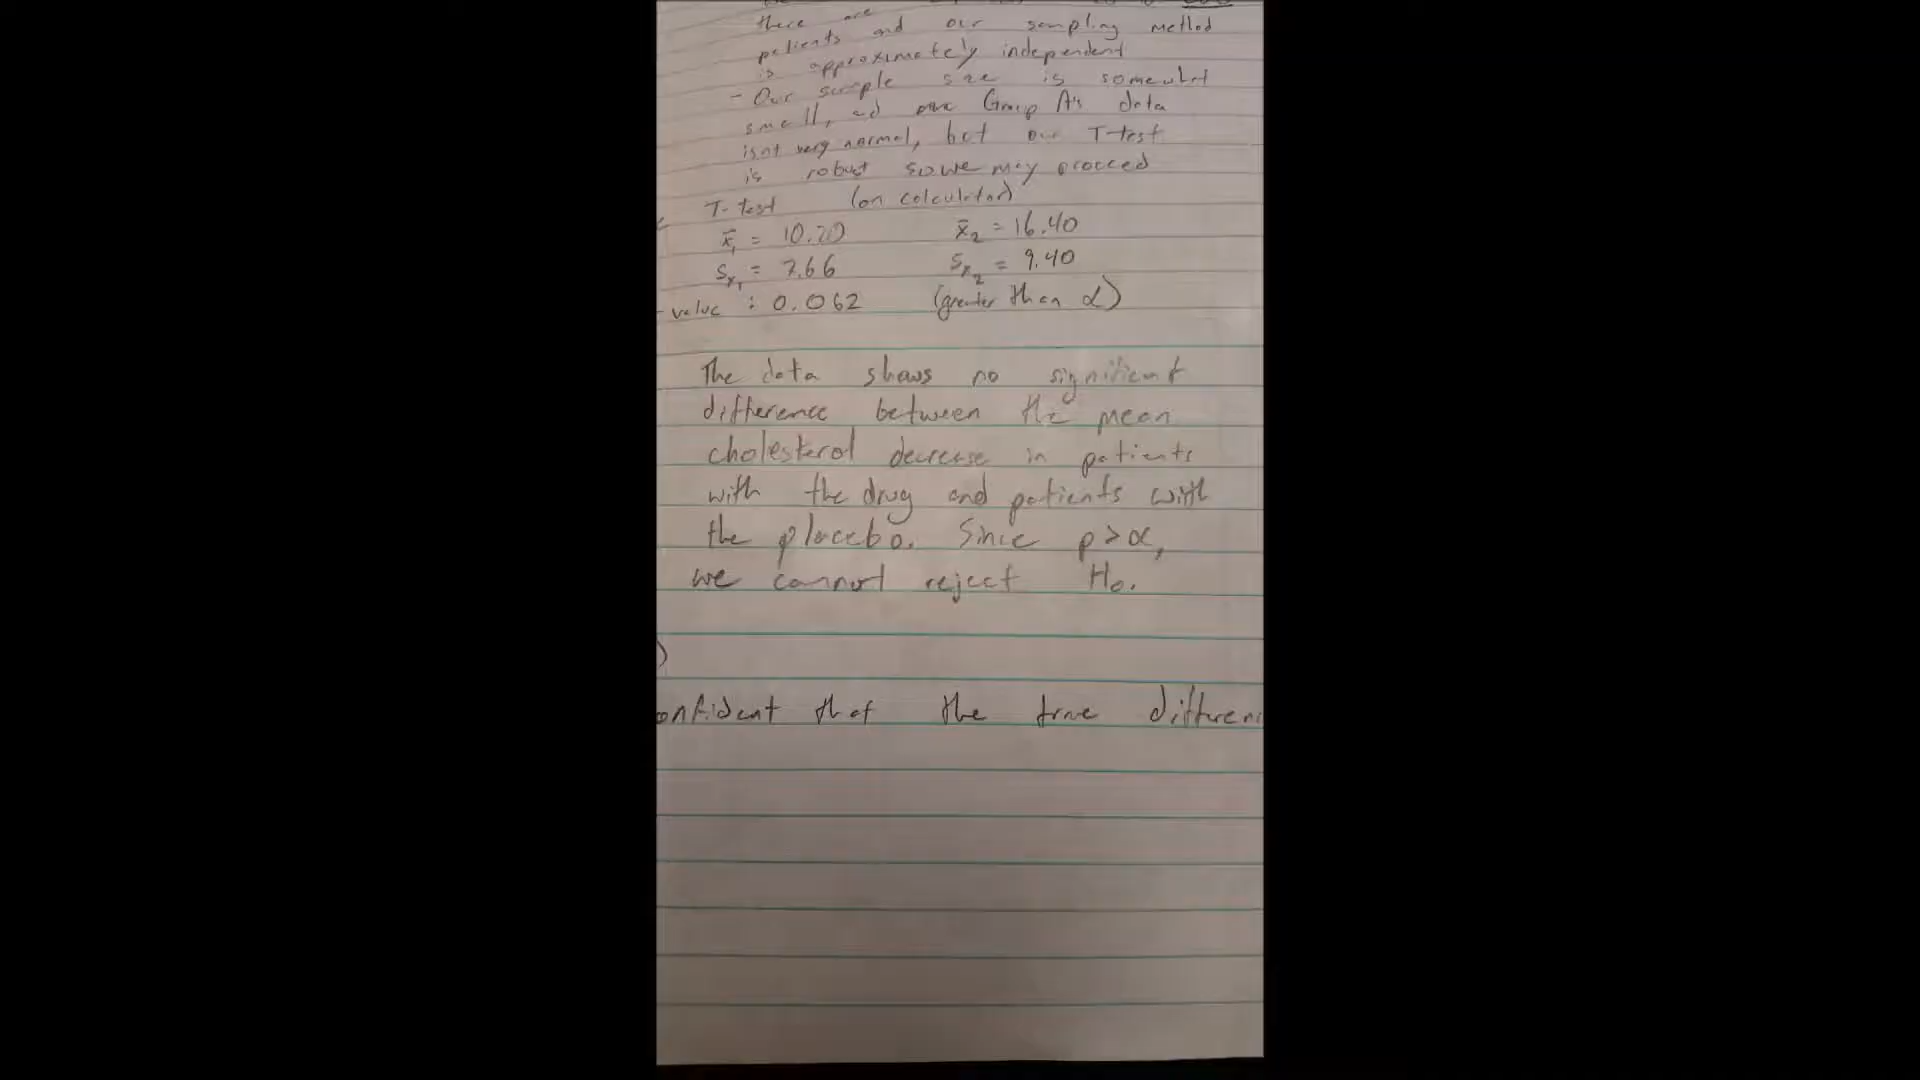 there are
patients and our sampling method
is approximately independent
- Our sample size is somewhat
small, ad Group A's data
isnt very normal, but our T-test
is robust so we may proceed
T-test (on calculator)
x̄₁ = 10.20 x̄₂ = 16.40
Sx₁ = 7.66 Sx₂ = 9.40
-value : 0.062 (greater than α)
The data shows no significant
difference between the mean
cholesterol decrease in patients
with the drug and patients with
the placebo. Since p > α,
we cannot reject H₀.
)
onfident that the true differen